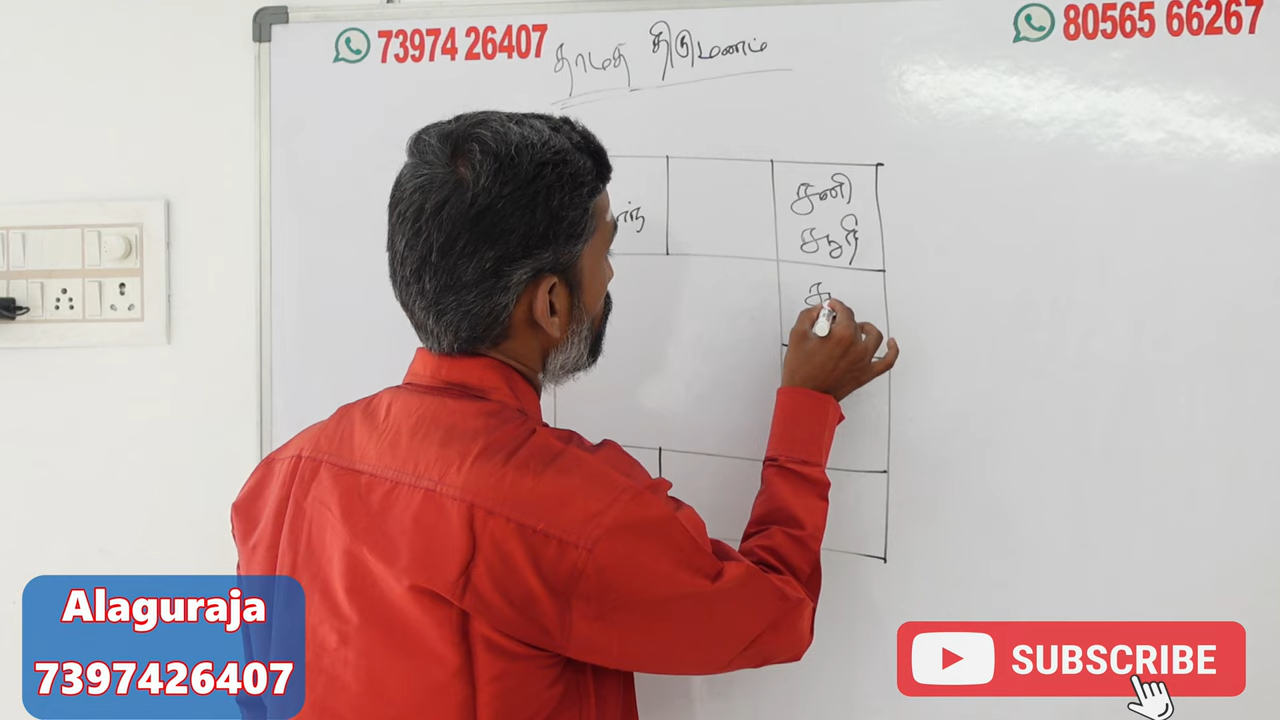 73974 26407
80565 66267
தாமத திருமணம்
சனி
சூரி
Alaguraja
7397426407
SUBSCRIBE